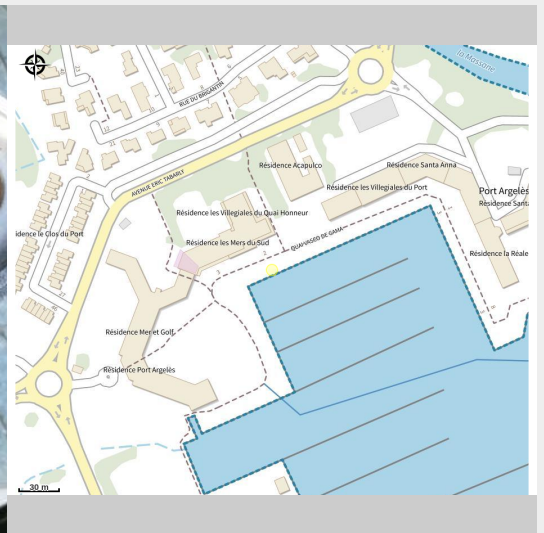 la Massane
RUE DU BRIGANTIN
AVENUE ERIC TABARLY
Résidence Acapulco
Résidence Santa Anna
Résidence les Villegiales du Port
Port Argelès
Résidence Santa
Résidence les Villegiales du Quai Honneur
idence le Clos du Port
QUAI VASCO DE GAMA
Résidence les Mers du Sud
Résidence la Réale
Résidence Mer et Golf
Résidence Port Argelès
30 m